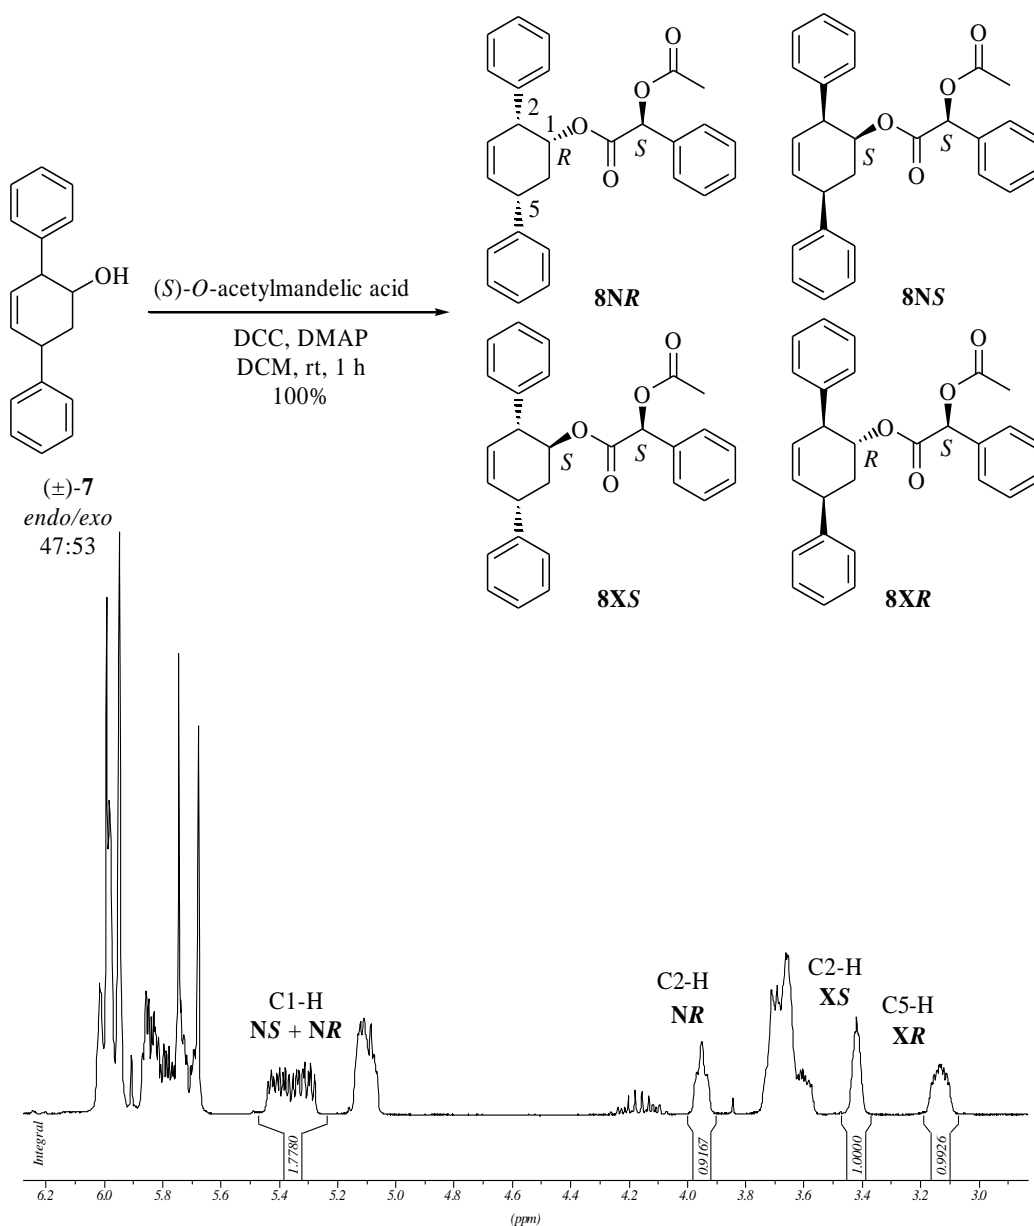 O
O
O
O
2
1
R
S
5
8NR
O
O
O
O
S
S
8NS
OH
(±)-7
endo/exo
47:53
(S)-O-acetylmandelic acid
DCC, DMAP
DCM, rt, 1 h
100%
O
O
O
O
S
S
8XS
O
O
O
O
R
S
8XR
C1-H
NS + NR
C2-H
NR
C2-H
XS
C5-H
XR
Integral
1.7780
0.9167
1.0000
0.9926
6.2 6.0 5.8 5.6 5.4 5.2 5.0 4.8 4.6 4.4 4.2 4.0 3.8 3.6 3.4 3.2 3.0
(ppm)